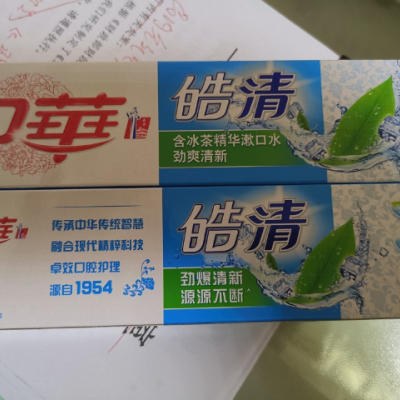 華
皓清
含冰茶精华漱口水
劲爽清新
華
传承中华传统智慧
融合现代精粹科技
卓效口腔护理
源自1954
皓清
劲爆清新
源源不断